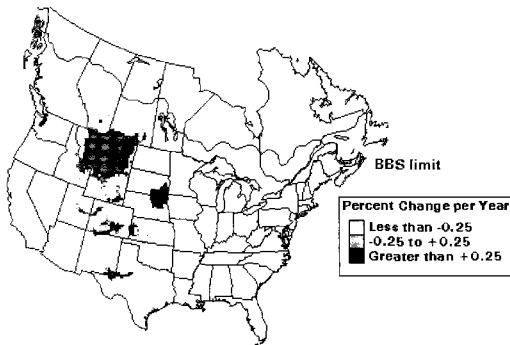 BBS limit
Percent Change per Year
Less than -0.25
-0.25 to +0.25
Greater than +0.25